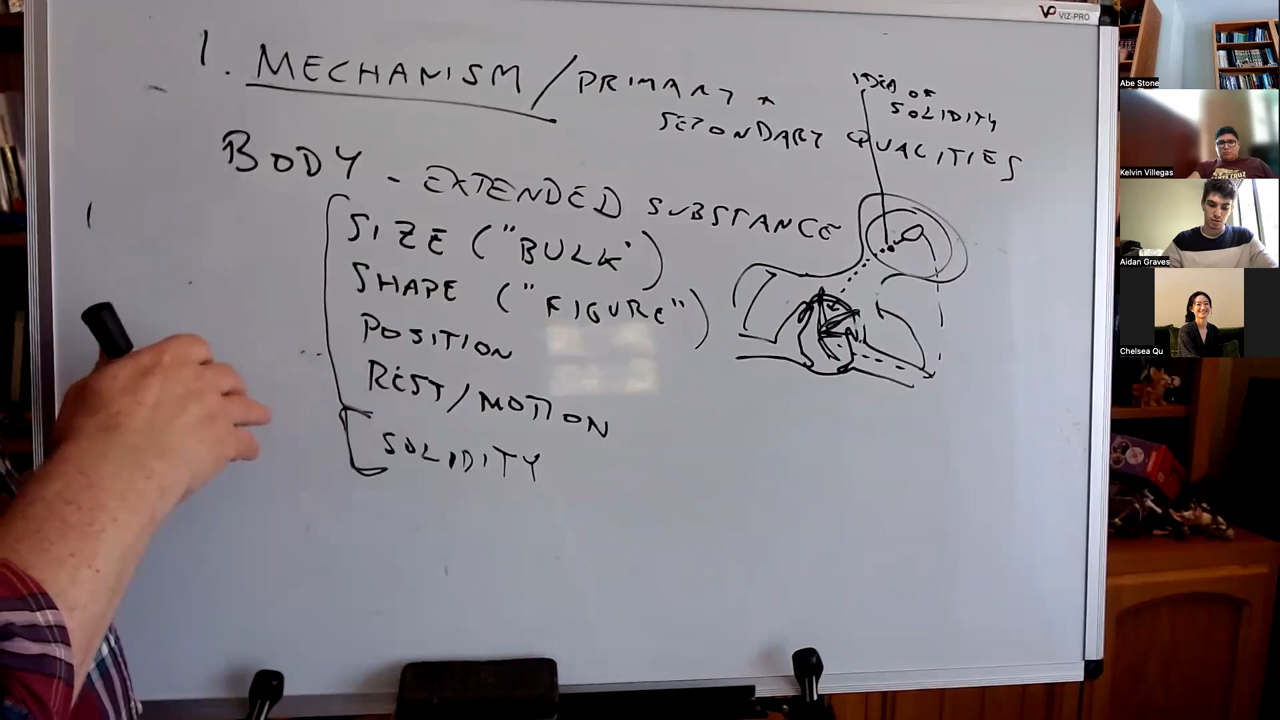 VIZ-PRO
1. MECHANISM / PRIMARY +
SECONDARY QUALITIES
IDEA OF
SOLIDITY
BODY - EXTENDED SUBSTANCE
SIZE ("BULK")
SHAPE ("FIGURE")
POSITION
REST/MOTION
SOLIDITY
Abe Stone
Kelvin Villegas
Aidan Graves
Chelsea Qu